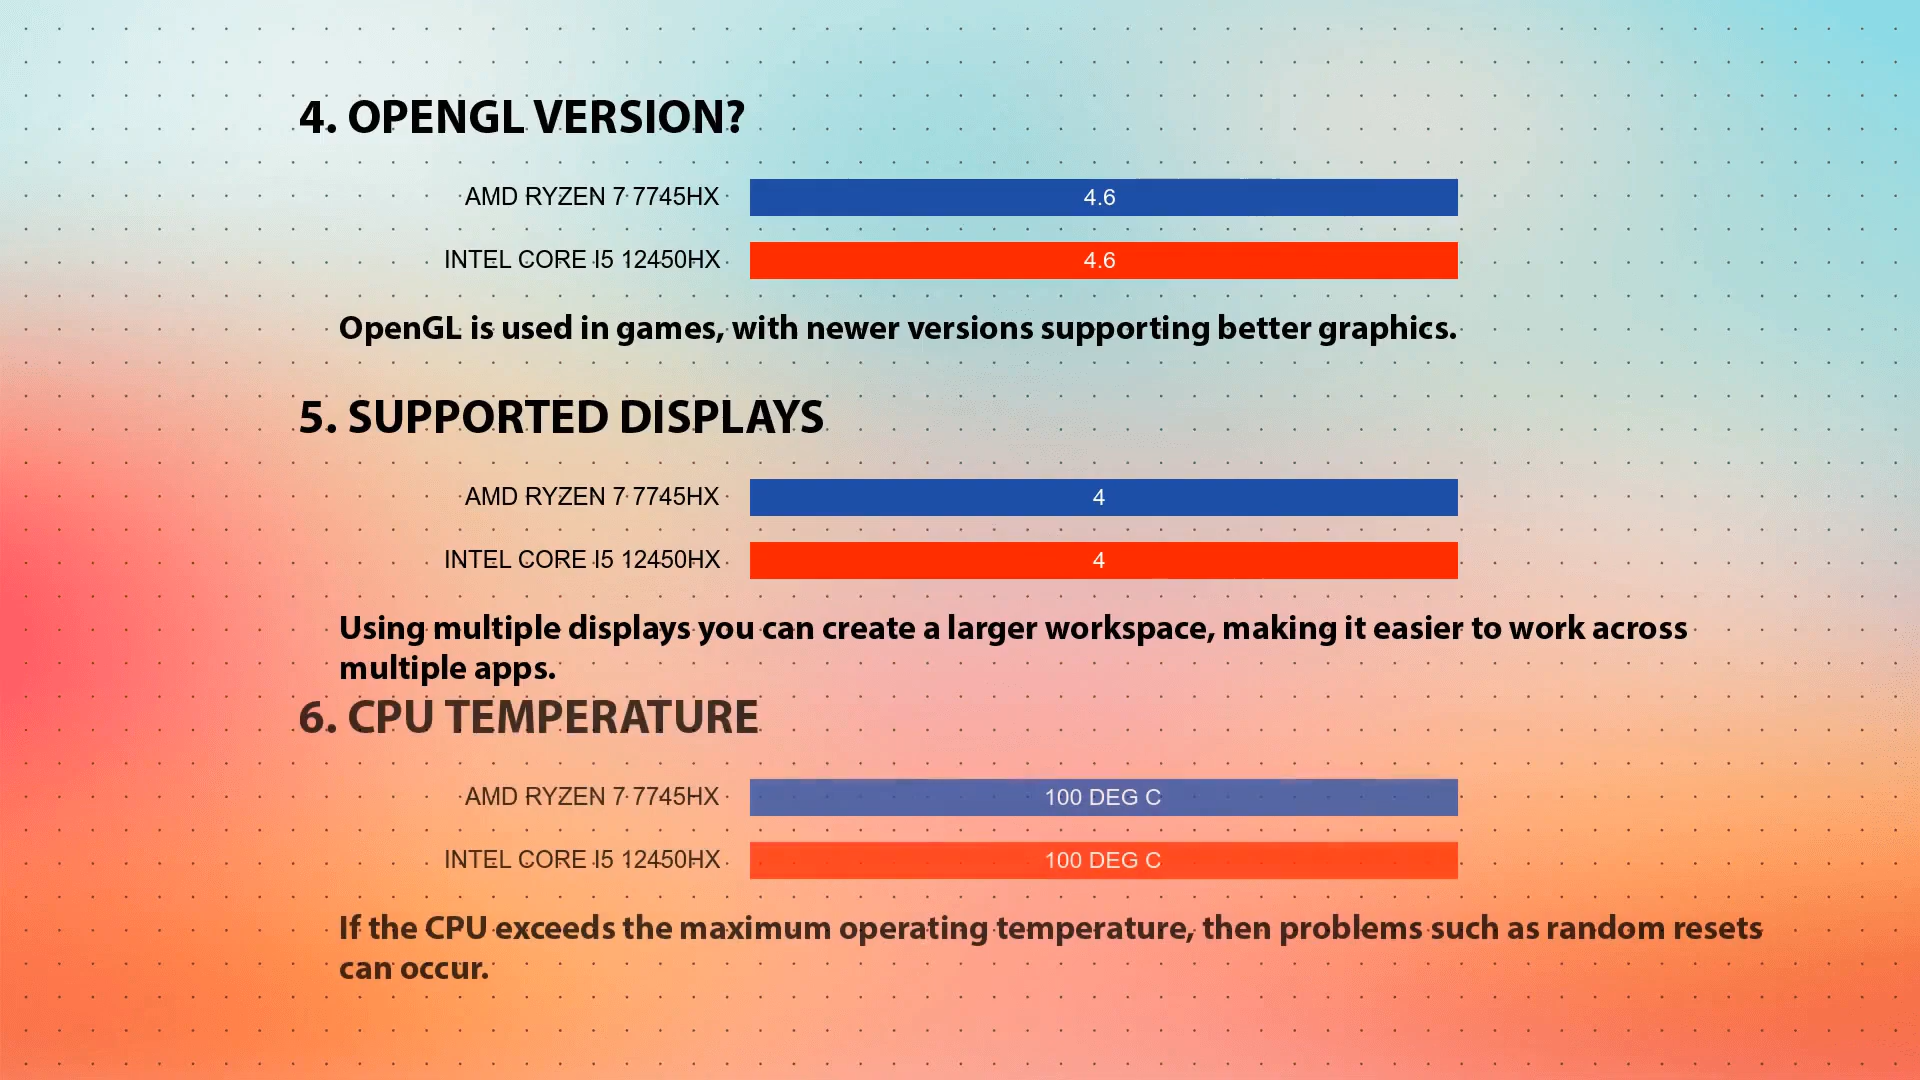 4. OPENGL VERSION?
AMD RYZEN 7 7745HX
4.6
INTEL CORE I5 12450HX
4.6
OpenGL is used in games, with newer versions supporting better graphics.
5. SUPPORTED DISPLAYS
AMD RYZEN 7 7745HX
4
INTEL CORE I5 12450HX
4
Using multiple displays you can create a larger workspace, making it easier to work across
multiple apps.
6. CPU TEMPERATURE
AMD RYZEN 7 7745HX
100 DEG C
INTEL CORE I5 12450HX
100 DEG C
If the CPU exceeds the maximum operating temperature, then problems such as random resets
can occur.